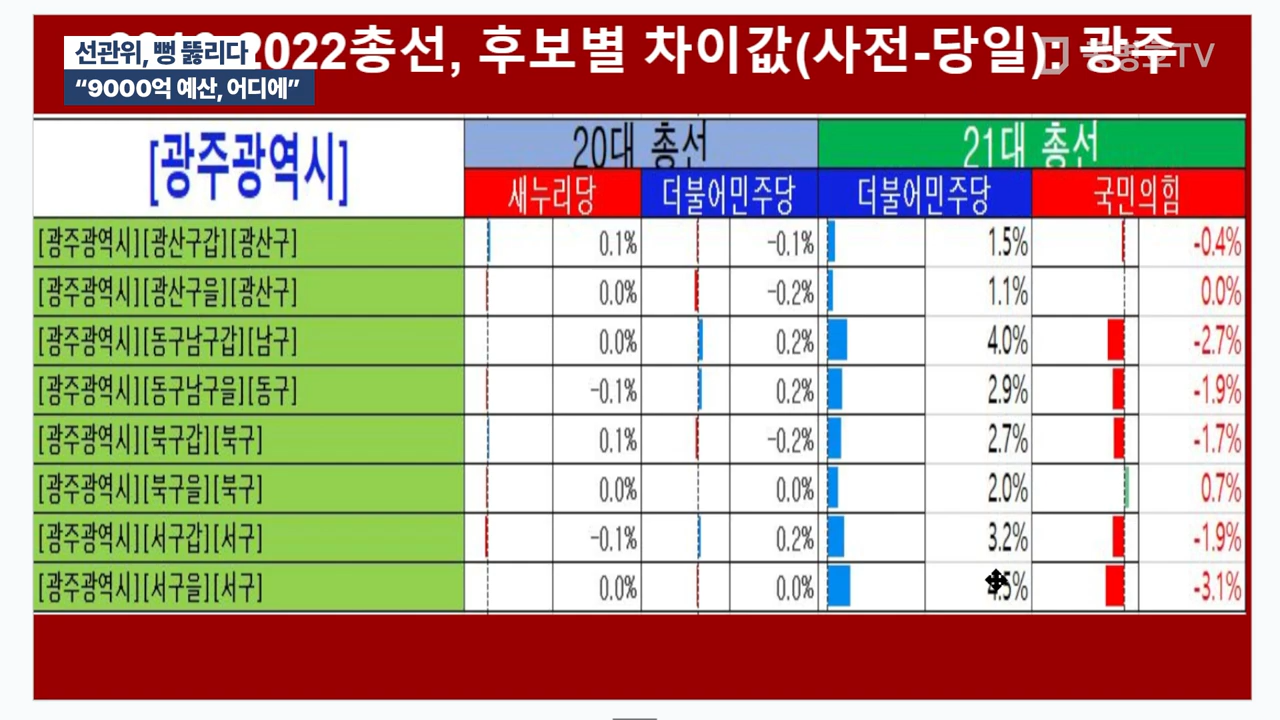 선관위, 뻥 뚫리다
“9000억 예산, 어디에”
2022총선, 후보별 차이값(사전-당일): 광주
[광주광역시] 20대 총선 21대 총선
새누리당 더불어민주당 더불어민주당 국민의힘
[광주광역시][광산구갑][광산구] 0.1% -0.1% 1.5% -0.4%
[광주광역시][광산구을][광산구] 0.0% -0.2% 1.1% 0.0%
[광주광역시][동구남구갑][남구] 0.0% 0.2% 4.0% -2.7%
[광주광역시][동구남구을][동구] -0.1% 0.2% 2.9% -1.9%
[광주광역시][북구갑][북구] 0.1% -0.2% 2.7% -1.7%
[광주광역시][북구을][북구] 0.0% 0.0% 2.0% 0.7%
[광주광역시][서구갑][서구] -0.1% 0.2% 3.2% -1.9%
[광주광역시][서구을][서구] 0.0% 0.0% -3.1%